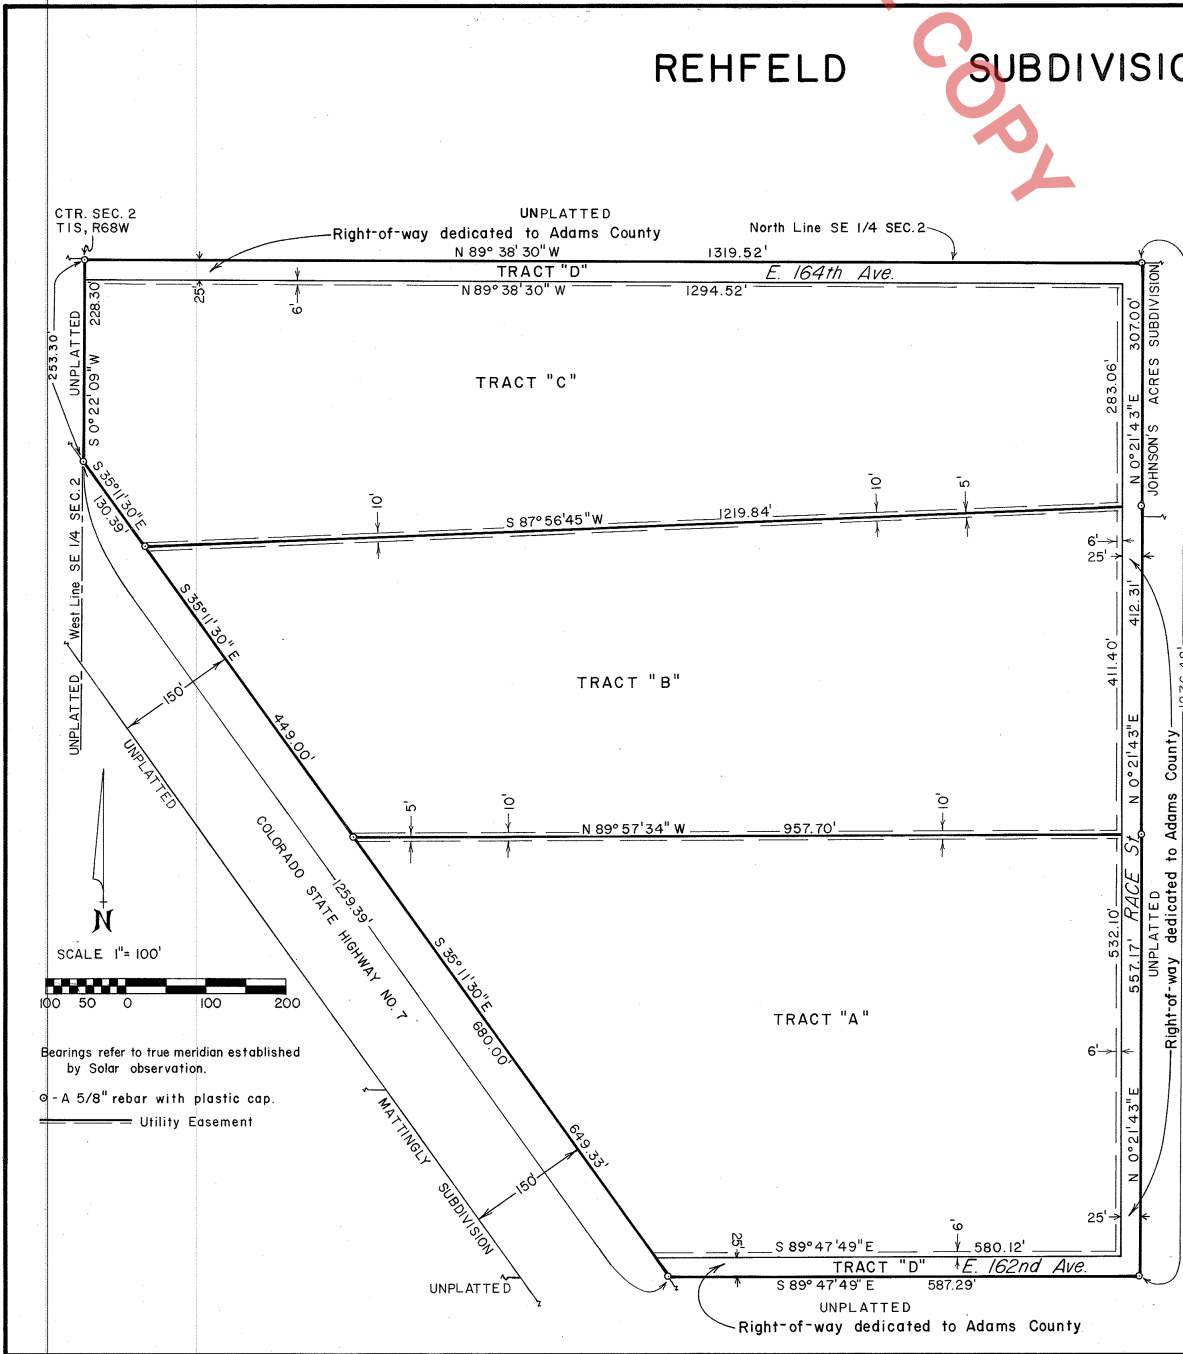 COPY
REHFELD SUBDIVISIO
CTR. SEC. 2
T1S, R68W
UNPLATTED
Right-of-way dedicated to Adams County
North Line SE 1/4 SEC. 2
N 89° 38' 30" W 1319.52'
TRACT "D" E. 164th Ave.
N 89° 38' 30" W 1294.52'
25'
6'
253.30'
UNPLATTED
228.30'
S 0° 22' 09" W
TRACT "C"
283.06'
N 0° 21' 43" E 307.00'
JOHNSON'S ACRES SUBDIVISION
S 35° 11' 30" E
130.39'
10'
S 87° 56' 45" W 1219.84'
10'
5'
6'
25'
UNPLATTED West Line SE 1/4 SEC. 2
S 35° 11' 30" E
449.00'
150'
TRACT "B"
411.40'
412.31'
N 0° 21' 43" E
UNPLATTED
5'
10'
N 89° 57' 34" W 957.70'
10'
COLORADO STATE HIGHWAY NO. 7
1259.39'
N
SCALE 1" = 100'
100 50 0 100 200
Bearings refer to true meridian established
by Solar observation.
- A 5/8" rebar with plastic cap.
Utility Easement
S 35° 11' 30" E
680.00'
649.33'
150'
TRACT "A"
532.10'
557.17' RACE St
UNPLATTED
Right-of-way dedicated to Adams County
6'
N 0° 21' 43" E
25'
MATTINGLY SUBDIVISION
UNPLATTED
25'
S 89° 47' 49" E 580.12'
6'
TRACT "D" E. 162nd Ave.
S 89° 47' 49" E 587.29'
UNPLATTED
Right-of-way dedicated to Adams County